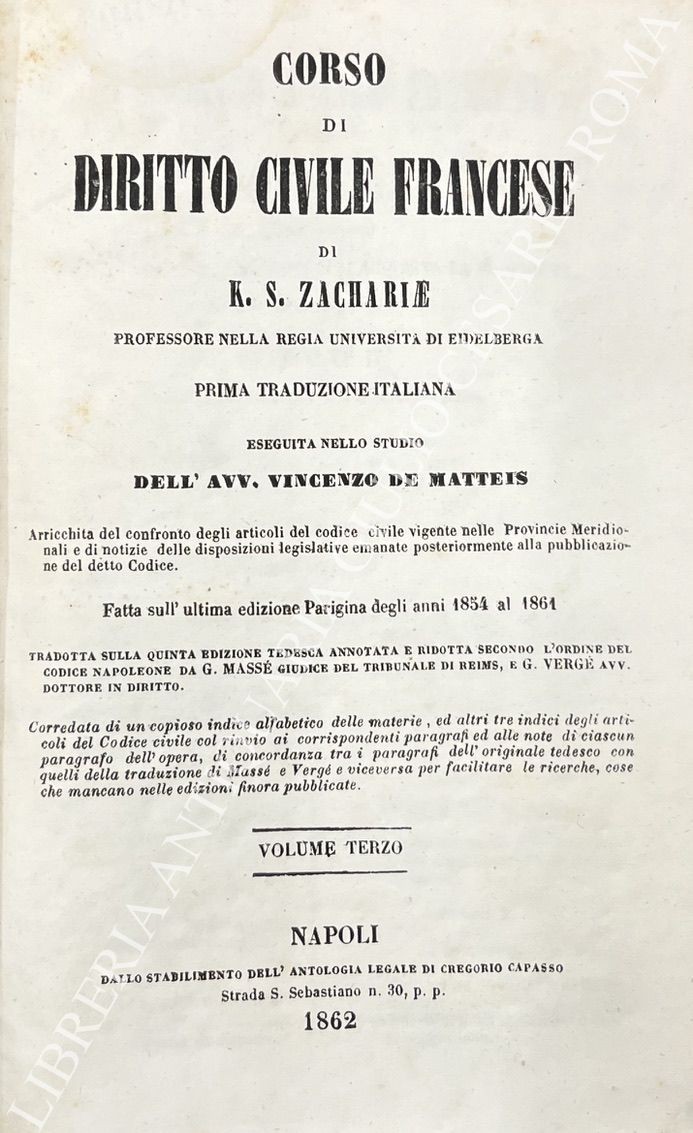 CORSO
DI
DIRITTO CIVILE FRANCESE
DI
K. S. ZACHARIÆ
PROFESSORE NELLA REGIA UNIVERSITÀ DI EIDELBERGA
PRIMA TRADUZIONE ITALIANA
ESEGUITA NELLO STUDIO
DELL' AVV. VINCENZO DE MATTEIS
Arricchita del confronto degli articoli del codice civile vigente nelle Provincie Meridio-
nali e di notizie delle disposizioni legislative emanate posteriormente alla pubblicazio-
ne del detto Codice.
Fatta sull' ultima edizione Parigina degli anni 1854 al 1861
TRADOTTA SULLA QUINTA EDIZIONE TEDESCA ANNOTATA E RIDOTTA SECONDO L'ORDINE DEL
CODICE NAPOLEONE DA G. MASSÉ GIUDICE DEL TRIBUNALE DI REIMS, E G. VERGÉ AVV.
DOTTORE IN DIRITTO.
Corredata di un copioso indice alfabetico delle materie, ed altri tre indici degli arti-
coli del Codice civile col rinvio ai corrispondenti paragrafi ed alle note di ciascun
paragrafo dell' opera, di concordanza tra i paragrafi dell' originale tedesco con
quelli della traduzione di Massé e Vergé e viceversa per facilitare le ricerche, cose
che mancano nelle edizioni finora pubblicate.
VOLUME TERZO
NAPOLI
DALLO STABILIMENTO DELL' ANTOLOGIA LEGALE DI CREGORIO CAPASSO
Strada S. Sebastiano n. 30, p. p.
1862
LIBRERIA ANTIQUARIA GIULIO CESARE ROMA